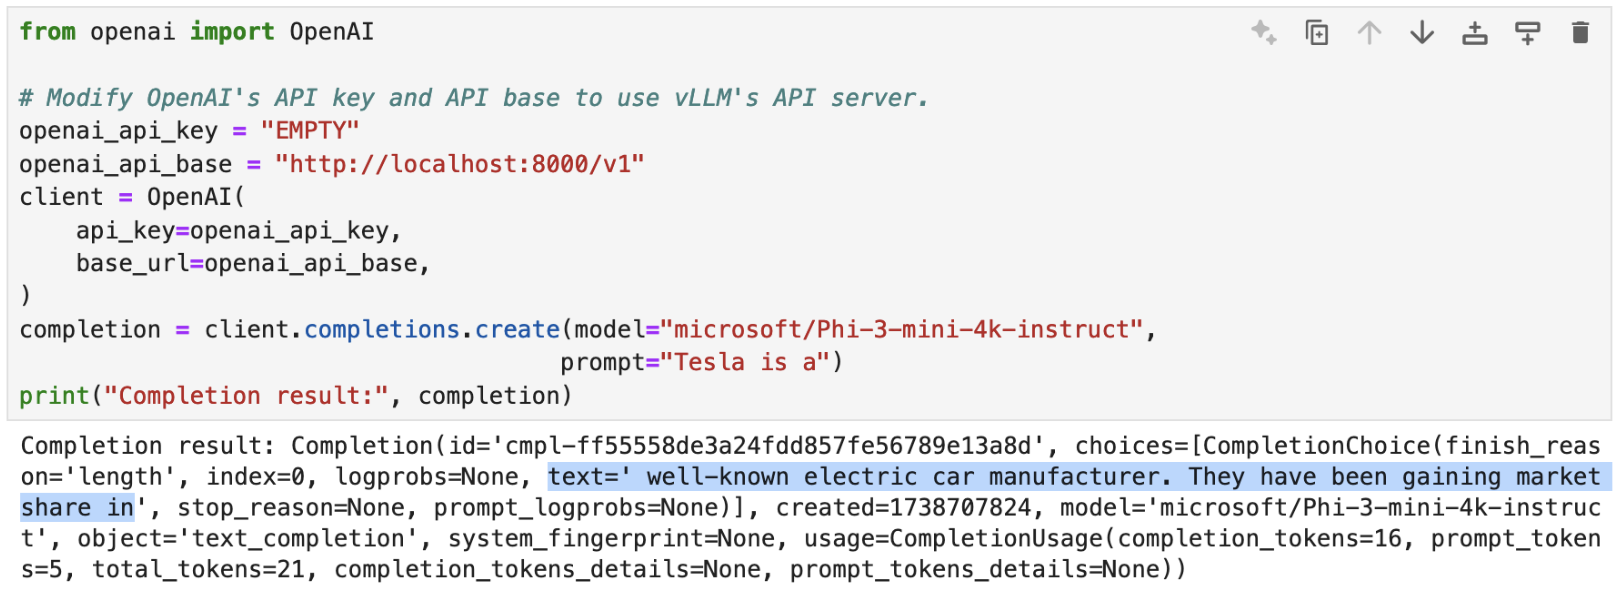 from openai import OpenAI
# Modify OpenAI's API key and API base to use vLLM's API server.
openai_api_key = "EMPTY"
openai_api_base = "http://localhost:8000/v1"
client = OpenAI(
    api_key=openai_api_key,
    base_url=openai_api_base,
)
completion = client.completions.create(model="microsoft/Phi-3-mini-4k-instruct",
                                      prompt="Tesla is a")
print("Completion result:", completion)
Completion result: Completion(id='cmpl-ff55558de3a24fdd857fe56789e13a8d', choices=[CompletionChoice(finish_reas
on='length', index=0, logprobs=None, text=' well-known electric car manufacturer. They have been gaining market
share in', stop_reason=None, prompt_logprobs=None)], created=1738707824, model='microsoft/Phi-3-mini-4k-instruc
t', object='text_completion', system_fingerprint=None, usage=CompletionUsage(completion_tokens=16, prompt_token
s=5, total_tokens=21, completion_tokens_details=None, prompt_tokens_details=None))